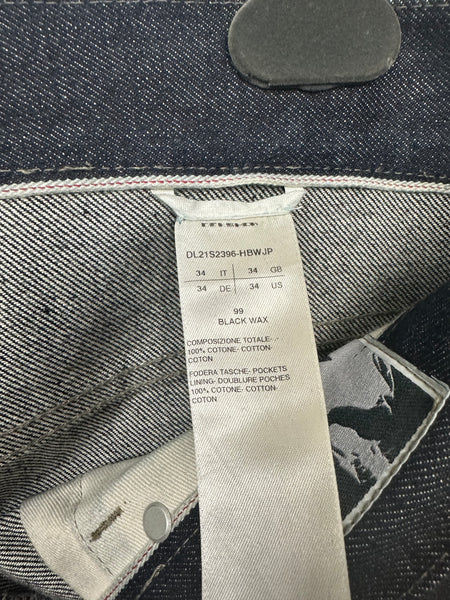 DL21S2396-HBWJP
34 IT 34 GB
34 DE 34 US
99
BLACK WAX
COMPOSIZIONE TOTALE-
100% COTONE- COTTON-
COTON
FODERA TASCHE- POCKETS
LINING- DOUBLURE POCHES
100% COTONE- COTTON-
COTON